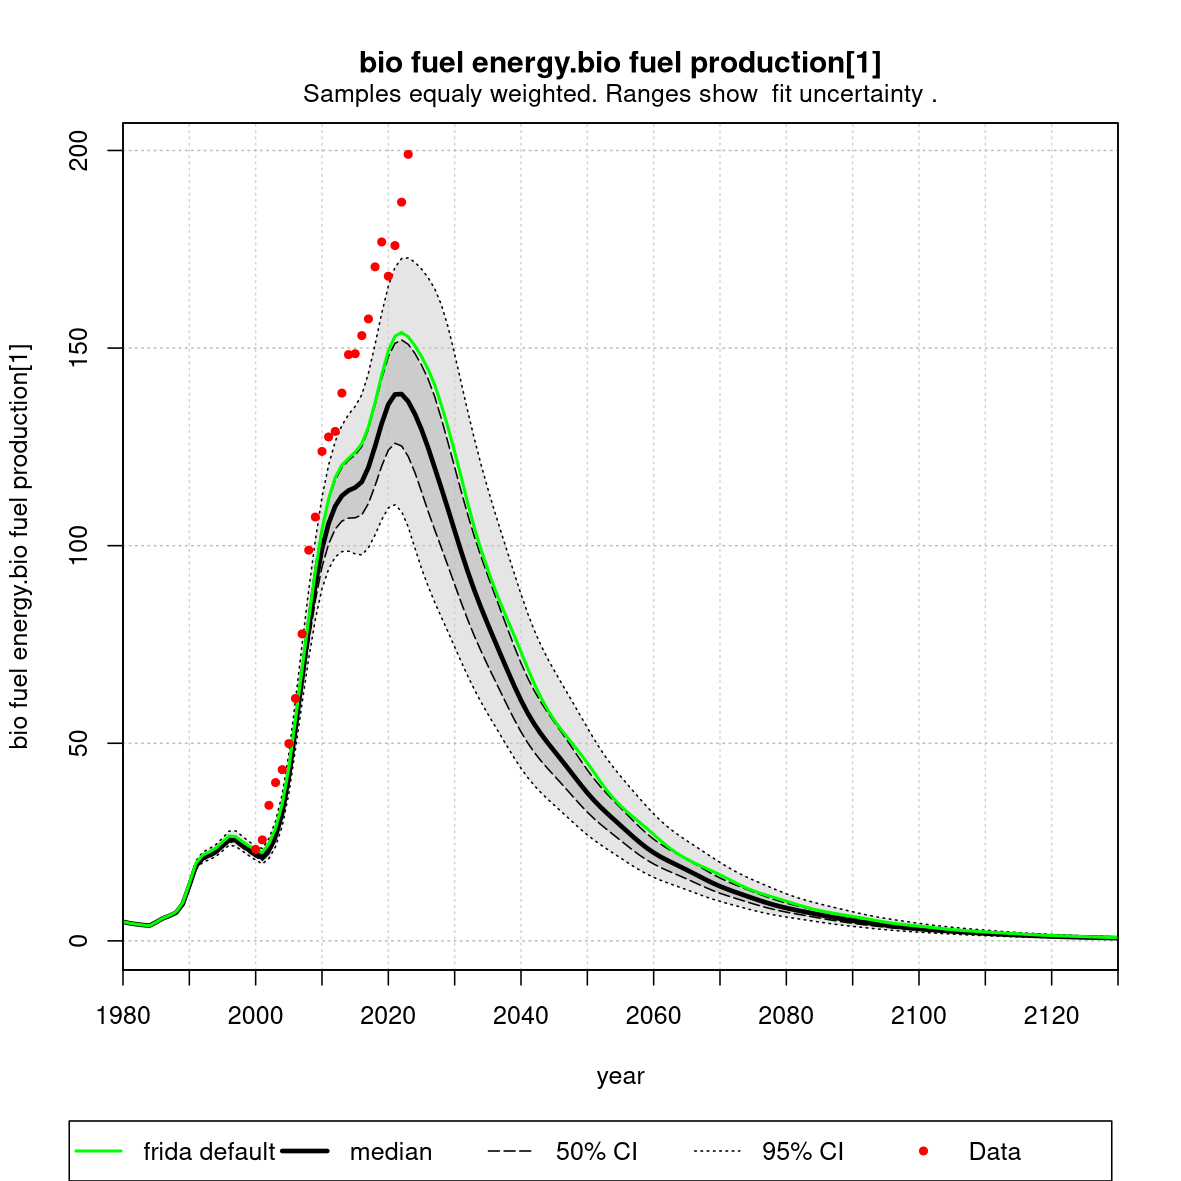 bio fuel energy.bio fuel production[1]
Samples equaly weighted. Ranges show  fit uncertainty .
bio fuel energy.bio fuel production[1]
200
150
100
50
0
1980 2000 2020 2040 2060 2080 2100 2120
year
frida default median 50% CI 95% CI Data